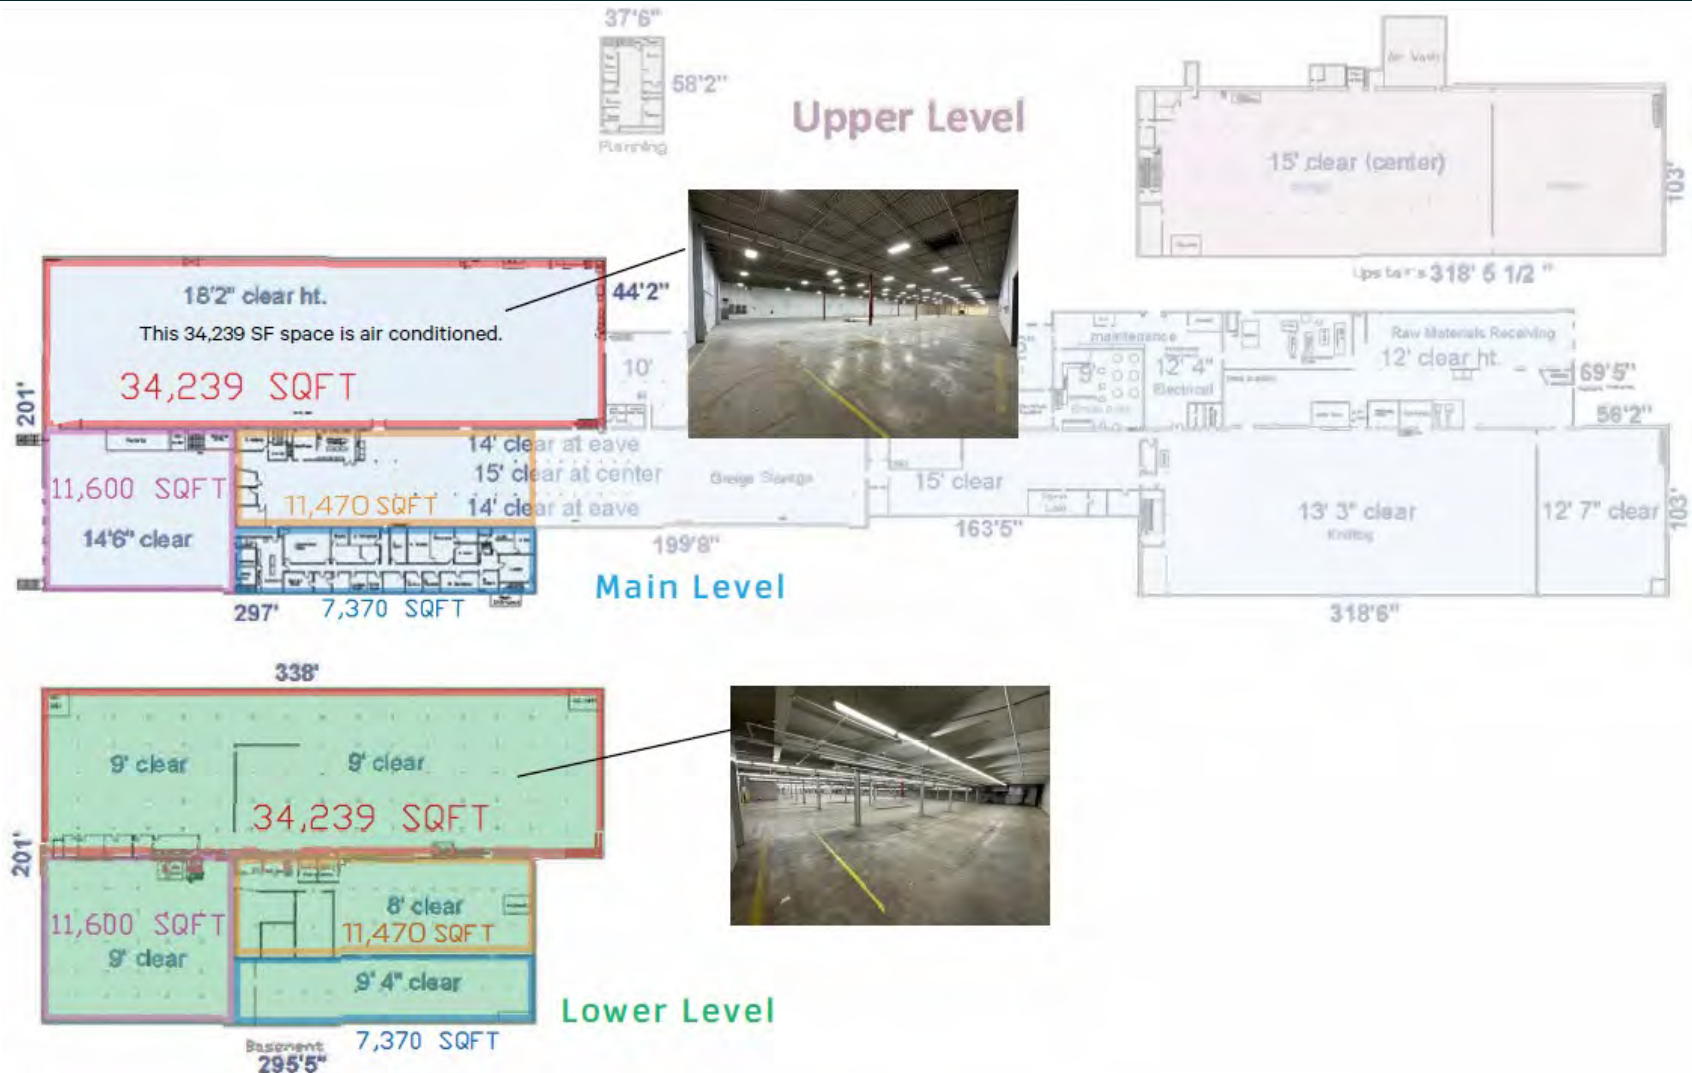 37'6"
58'2"
Planning
Upper Level
Air Wash
15' clear (center)
103'
Upstairs 318' 5 1/2 "
18'2" clear ht.
This 34,239 SF space is air conditioned.
34,239 SQFT
44'2"
201'
10'
maintenance
9'
12' 4"
Electrical
Raw Materials Receiving
12' clear ht.
69'5"
56'2"
11,600 SQFT
14'6" clear
11,470 SQFT
14' clear at eave
15' clear at center
14' clear at eave
Greige Storage
199'8"
15' clear
163'5"
13' 3" clear
Knitting
12' 7" clear
103'
318'6"
297'
7,370 SQFT
Main Level
338'
9' clear
9' clear
34,239 SQFT
201'
11,600 SQFT
9' clear
8' clear
11,470 SQFT
9' 4" clear
Lower Level
Basement
295'5"
7,370 SQFT